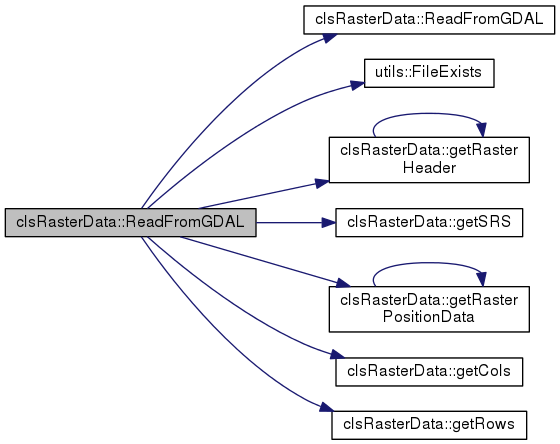 clsRasterData::ReadFromGDAL
utils::FileExists
clsRasterData::getRaster
Header
clsRasterData::ReadFromGDAL
clsRasterData::getSRS
clsRasterData::getRaster
PositionData
clsRasterData::getCols
clsRasterData::getRows